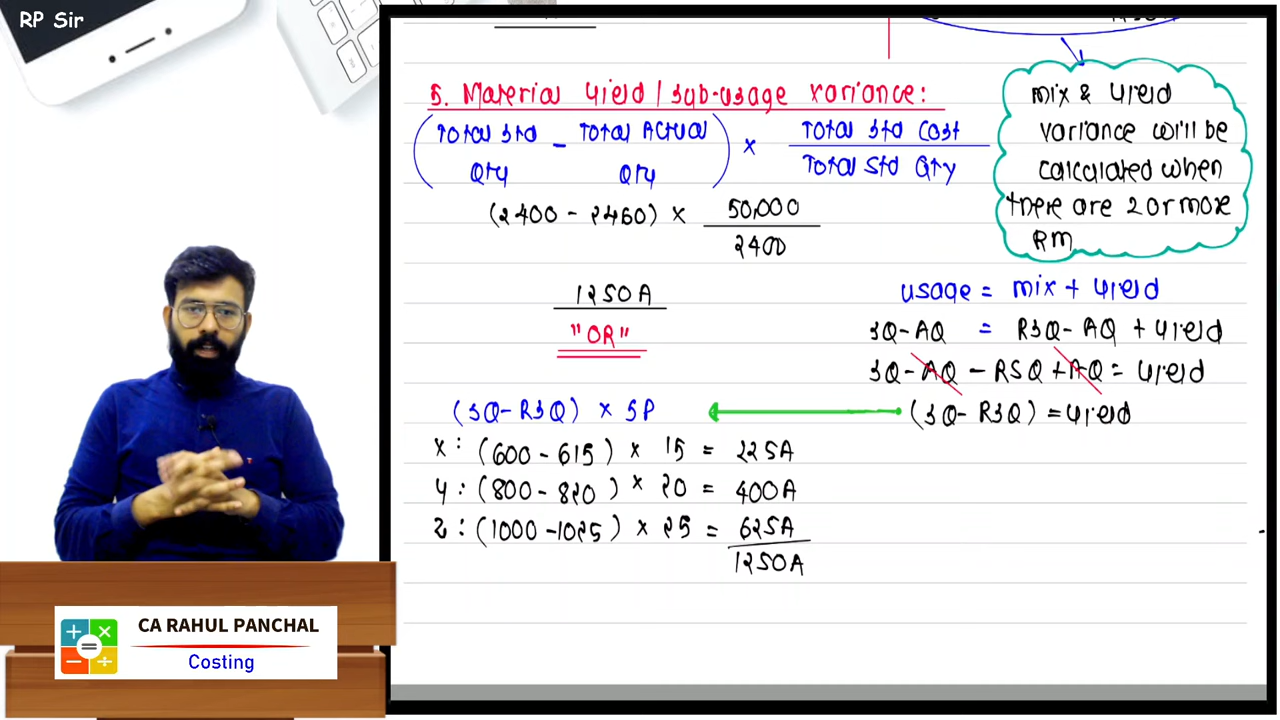 RP Sir
5. Material Yield / Sub-usage Variance:
(Total Std Qty - Total Actual Qty) × Total Std Cost / Total Std Qty
(2400 - 2460) × 50,000 / 2400
1250A
"OR"
(SQ - RSQ) × SP
X: (600 - 615) × 15 = 225A
Y: (800 - 820) × 20 = 400A
Z: (1000 - 1025) × 25 = 625A
1250A
Mix & Yield
variance will be
calculated when
there are 2 or more
RM
Usage = Mix + Yield
SQ - AQ = RSQ - AQ + Yield
SQ - AQ - RSQ + AQ = Yield
(SQ - RSQ) = Yield
CA RAHUL PANCHAL
Costing